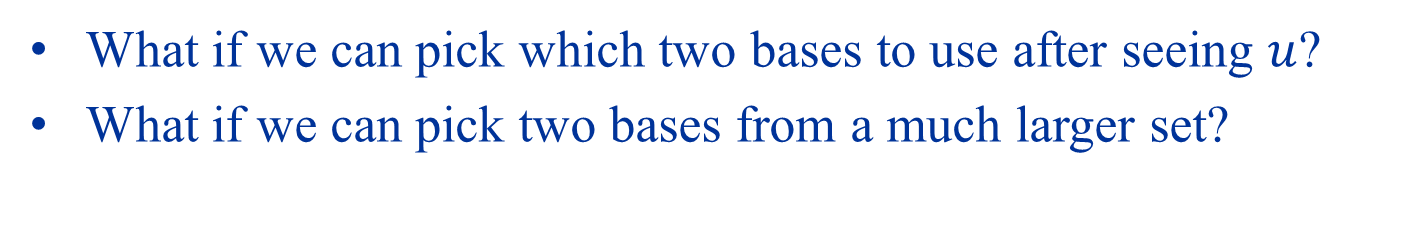 • What if we can pick which two bases to use after seeing 𝑢?
• What if we can pick two bases from a much larger set?